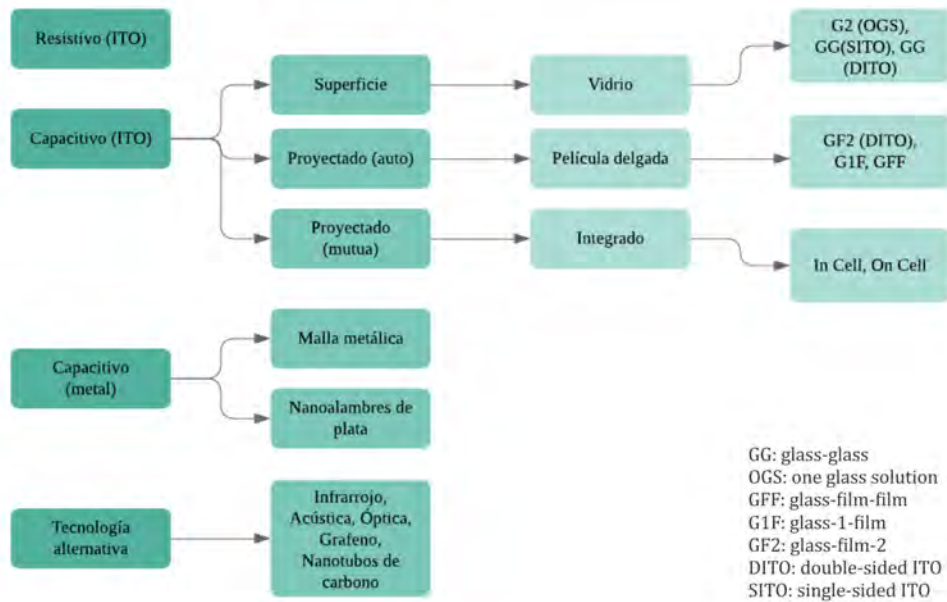 Resistivo (ITO)
Capacitivo (ITO)
Superficie
Vidrio
G2 (OGS),
GG(SITO), GG
(DITO)
Proyectado (auto)
Película delgada
GF2 (DITO),
G1F, GFF
Proyectado
(mutua)
Integrado
In Cell, On Cell
Capacitivo
(metal)
Malla metálica
Nanoalambres de
plata
Tecnología
alternativa
Infrarrojo,
Acústica, Óptica,
Grafeno,
Nanotubos de
carbono
GG: glass-glass
OGS: one glass solution
GFF: glass-film-film
G1F: glass-1-film
GF2: glass-film-2
DITO: double-sided ITO
SITO: single-sided ITO